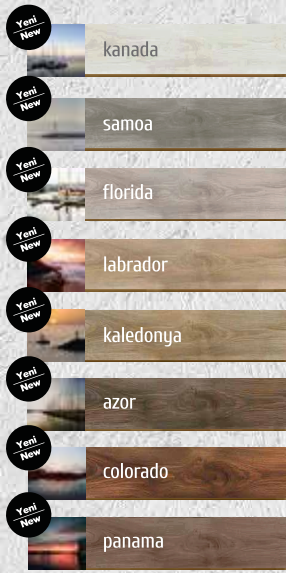 Yeni
New
kanada
Yeni
New
samoa
Yeni
New
florida
Yeni
New
labrador
Yeni
New
kaledonya
Yeni
New
azor
Yeni
New
colorado
Yeni
New
panama